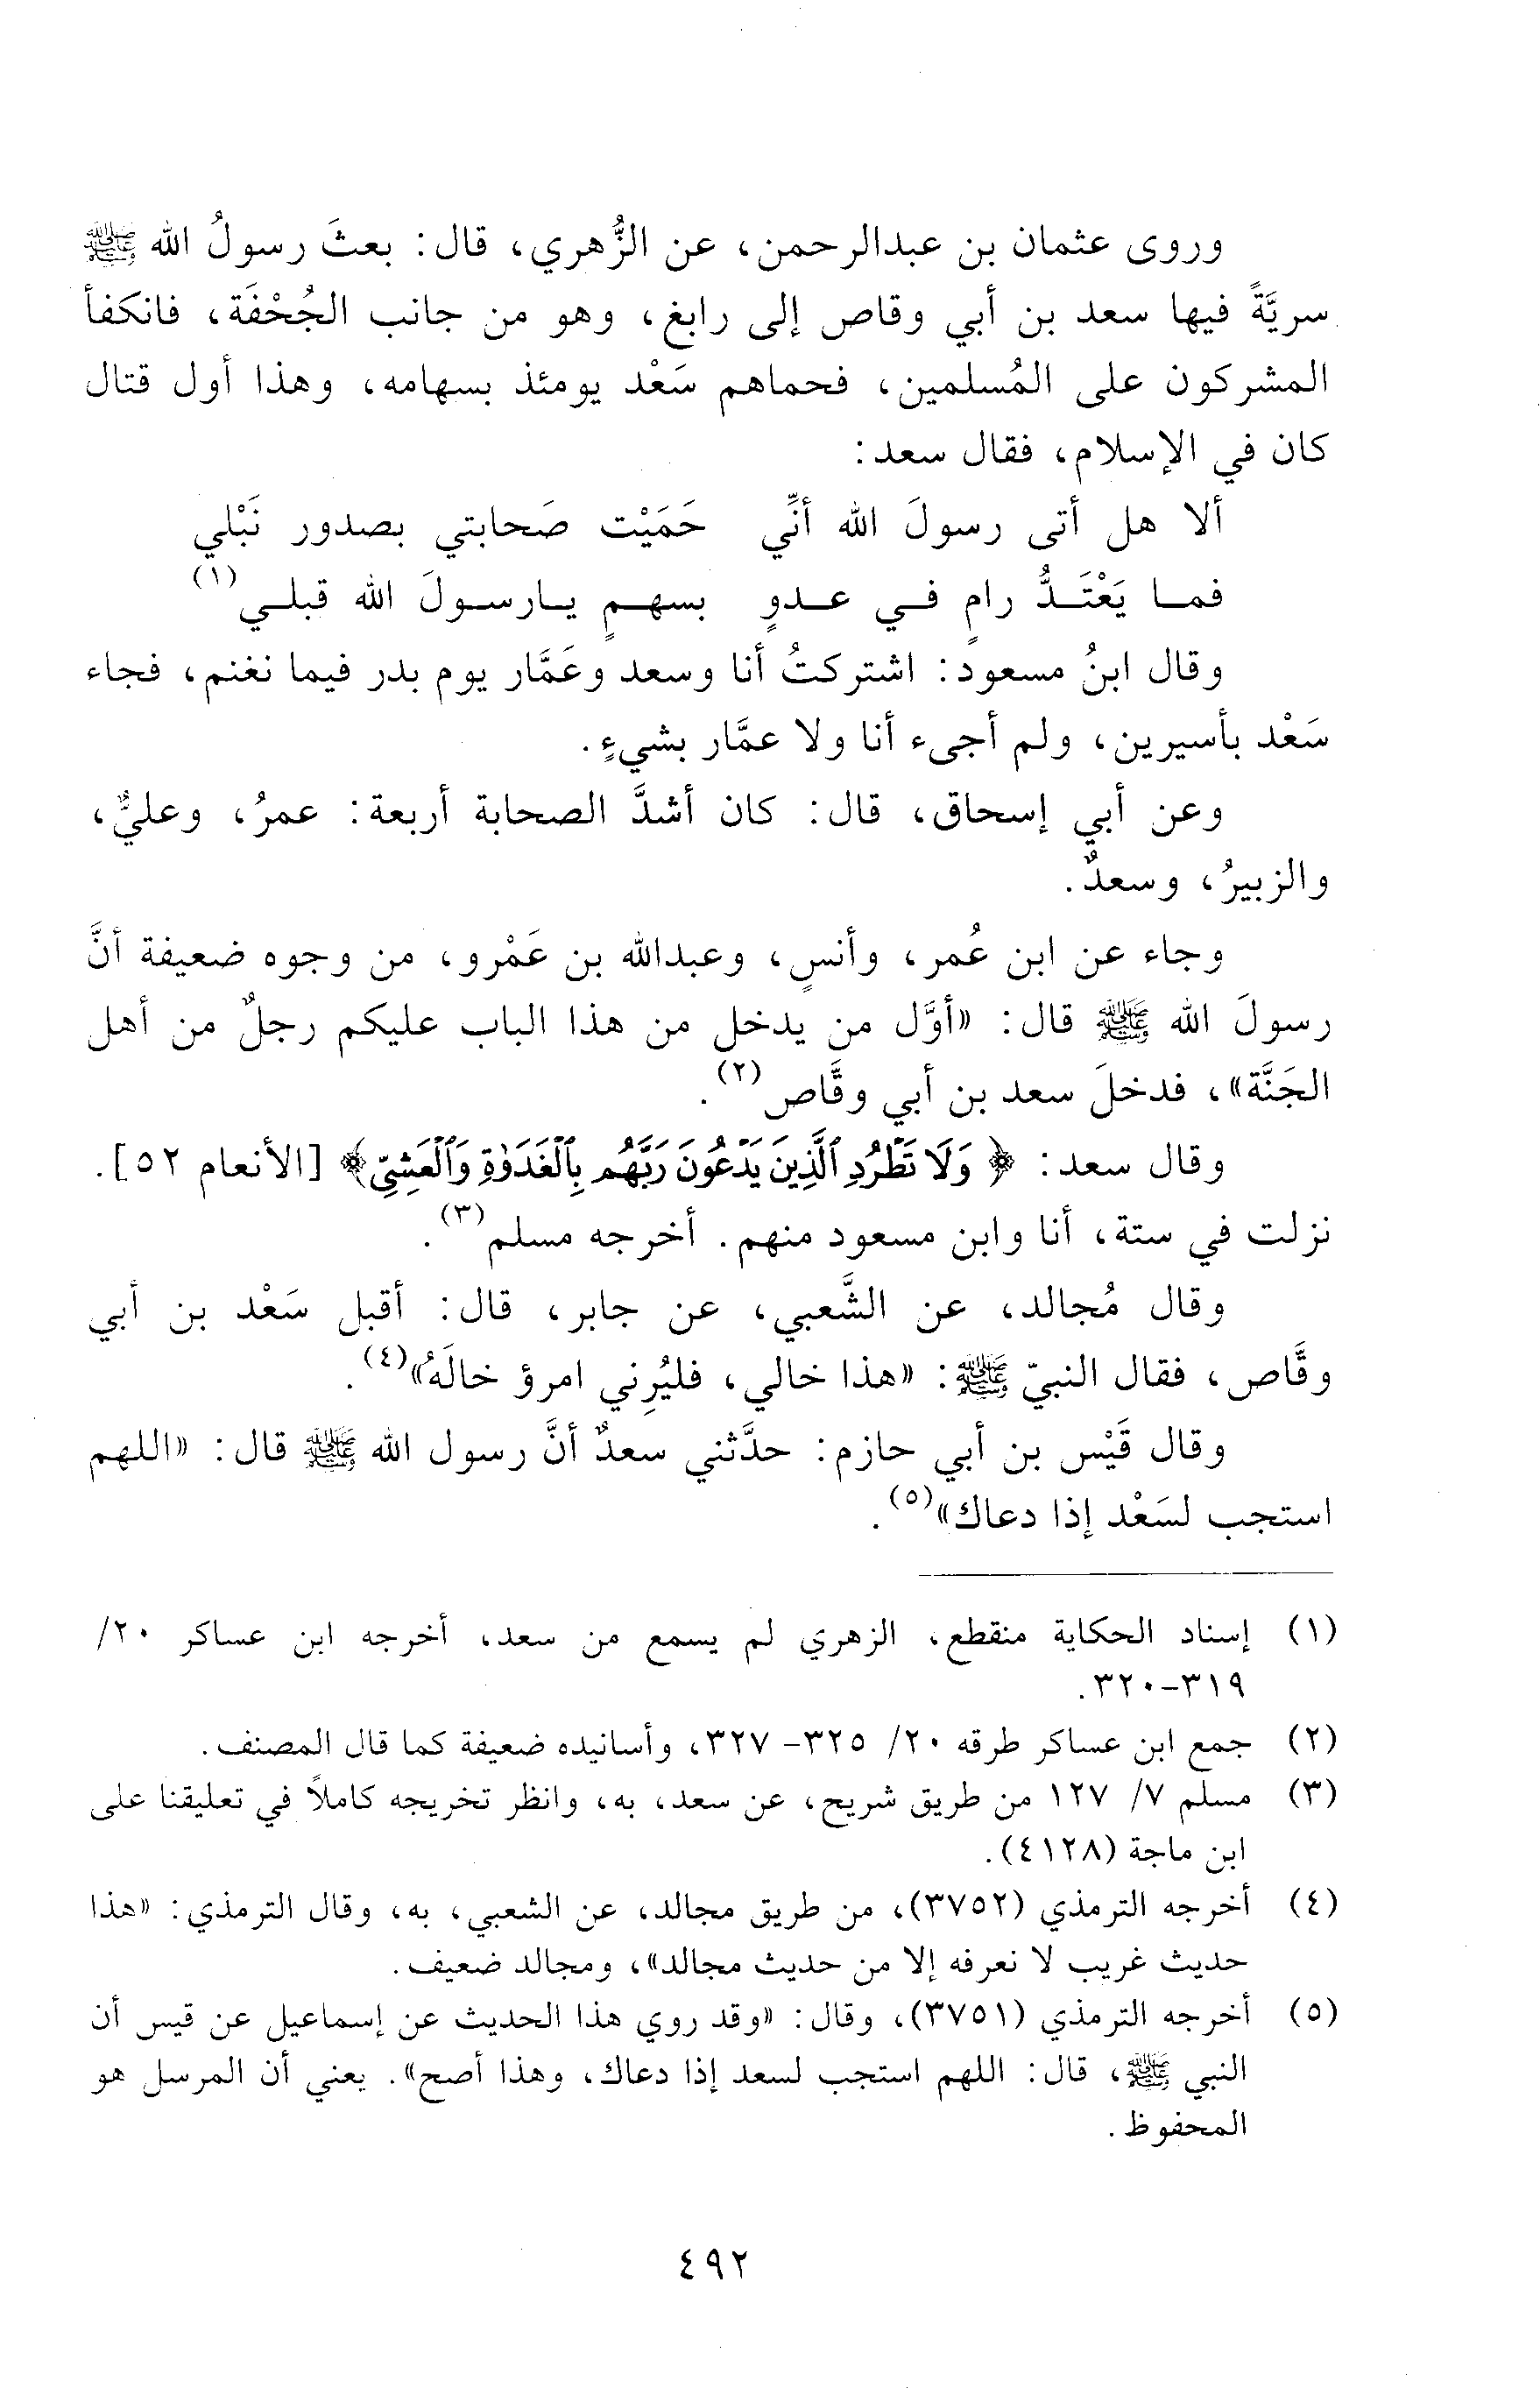 وروى عثمان بن عبدالرحمن، عن الزُّهري، قال: بعثَ رسولُ الله ﷺ
سريَّةً فيها سعد بن أبي وقاص إلى رابغ، وهو من جانب الجُحْفَة، فانكفأ
المشركون على المُسلمين، فحماهم سَعْد يومئذ بسهامه، وهذا أول قتال
كان في الإسلام، فقال سعد:
ألا هل أتى رسولَ الله أنِّي حَمَيْت صَحابتي بصدور نَبْلي
فمـا يَعْتَـدُّ رامٍ فـي عـدوٍ بسهـمٍ يـارسـولَ الله قبلـي(١)
وقال ابنُ مسعود: اشتركتُ أنا وسعد وعَمَّار يوم بدر فيما نغنم، فجاء
سَعْد بأسيرين، ولم أجىء أنا ولا عمَّار بشيءٍ.
وعن أبي إسحاق، قال: كان أشدَّ الصحابة أربعة: عمرُ، وعليٌّ،
والزبيرُ، وسعدٌ.
وجاء عن ابن عُمر، وأنسٍ، وعبدالله بن عَمْرو، من وجوه ضعيفة أنَّ
رسولَ الله ﷺ قال: «أوَّل من يدخل من هذا الباب عليكم رجلٌ من أهل
الجَنَّة»، فدخلَ سعد بن أبي وقَّاص(٢).
وقال سعد: ﴿ وَلَا تَطْرُدِ ٱلَّذِينَ يَدْعُونَ رَبَّهُم بِٱلْغَدَوٰةِ وَٱلْعَشِيِّ ﴾ [الأنعام ٥٢].
نزلت في ستة، أنا وابن مسعود منهم. أخرجه مسلم(٣).
وقال مُجالد، عن الشَّعبي، عن جابر، قال: أقبل سَعْد بن أبي
وقَّاص، فقال النبيّ ﷺ: «هذا خالي، فليُرِني امرؤ خالَهُ»(٤).
وقال قَيْس بن أبي حازم: حدَّثني سعدٌ أنَّ رسول الله ﷺ قال: «اللهم
استجب لسَعْد إذا دعاك»(٥).
(١) إسناد الحكاية منقطع، الزهري لم يسمع من سعد، أخرجه ابن عساكر ٢٠/
٣١٩-٣٢٠.
(٢) جمع ابن عساكر طرقه ٢٠/ ٣٢٥- ٣٢٧، وأسانيده ضعيفة كما قال المصنف.
(٣) مسلم ٧/ ١٢٧ من طريق شريح، عن سعد، به، وانظر تخريجه كاملاً في تعليقنا على
ابن ماجة (٤١٢٨).
(٤) أخرجه الترمذي (٣٧٥٢)، من طريق مجالد، عن الشعبي، به، وقال الترمذي: «هذا
حديث غريب لا نعرفه إلا من حديث مجالد»، ومجالد ضعيف.
(٥) أخرجه الترمذي (٣٧٥١)، وقال: «وقد روي هذا الحديث عن إسماعيل عن قيس أن
النبي ﷺ، قال: اللهم استجب لسعد إذا دعاك، وهذا أصح». يعني أن المرسل هو
المحفوظ.
٤٩٢